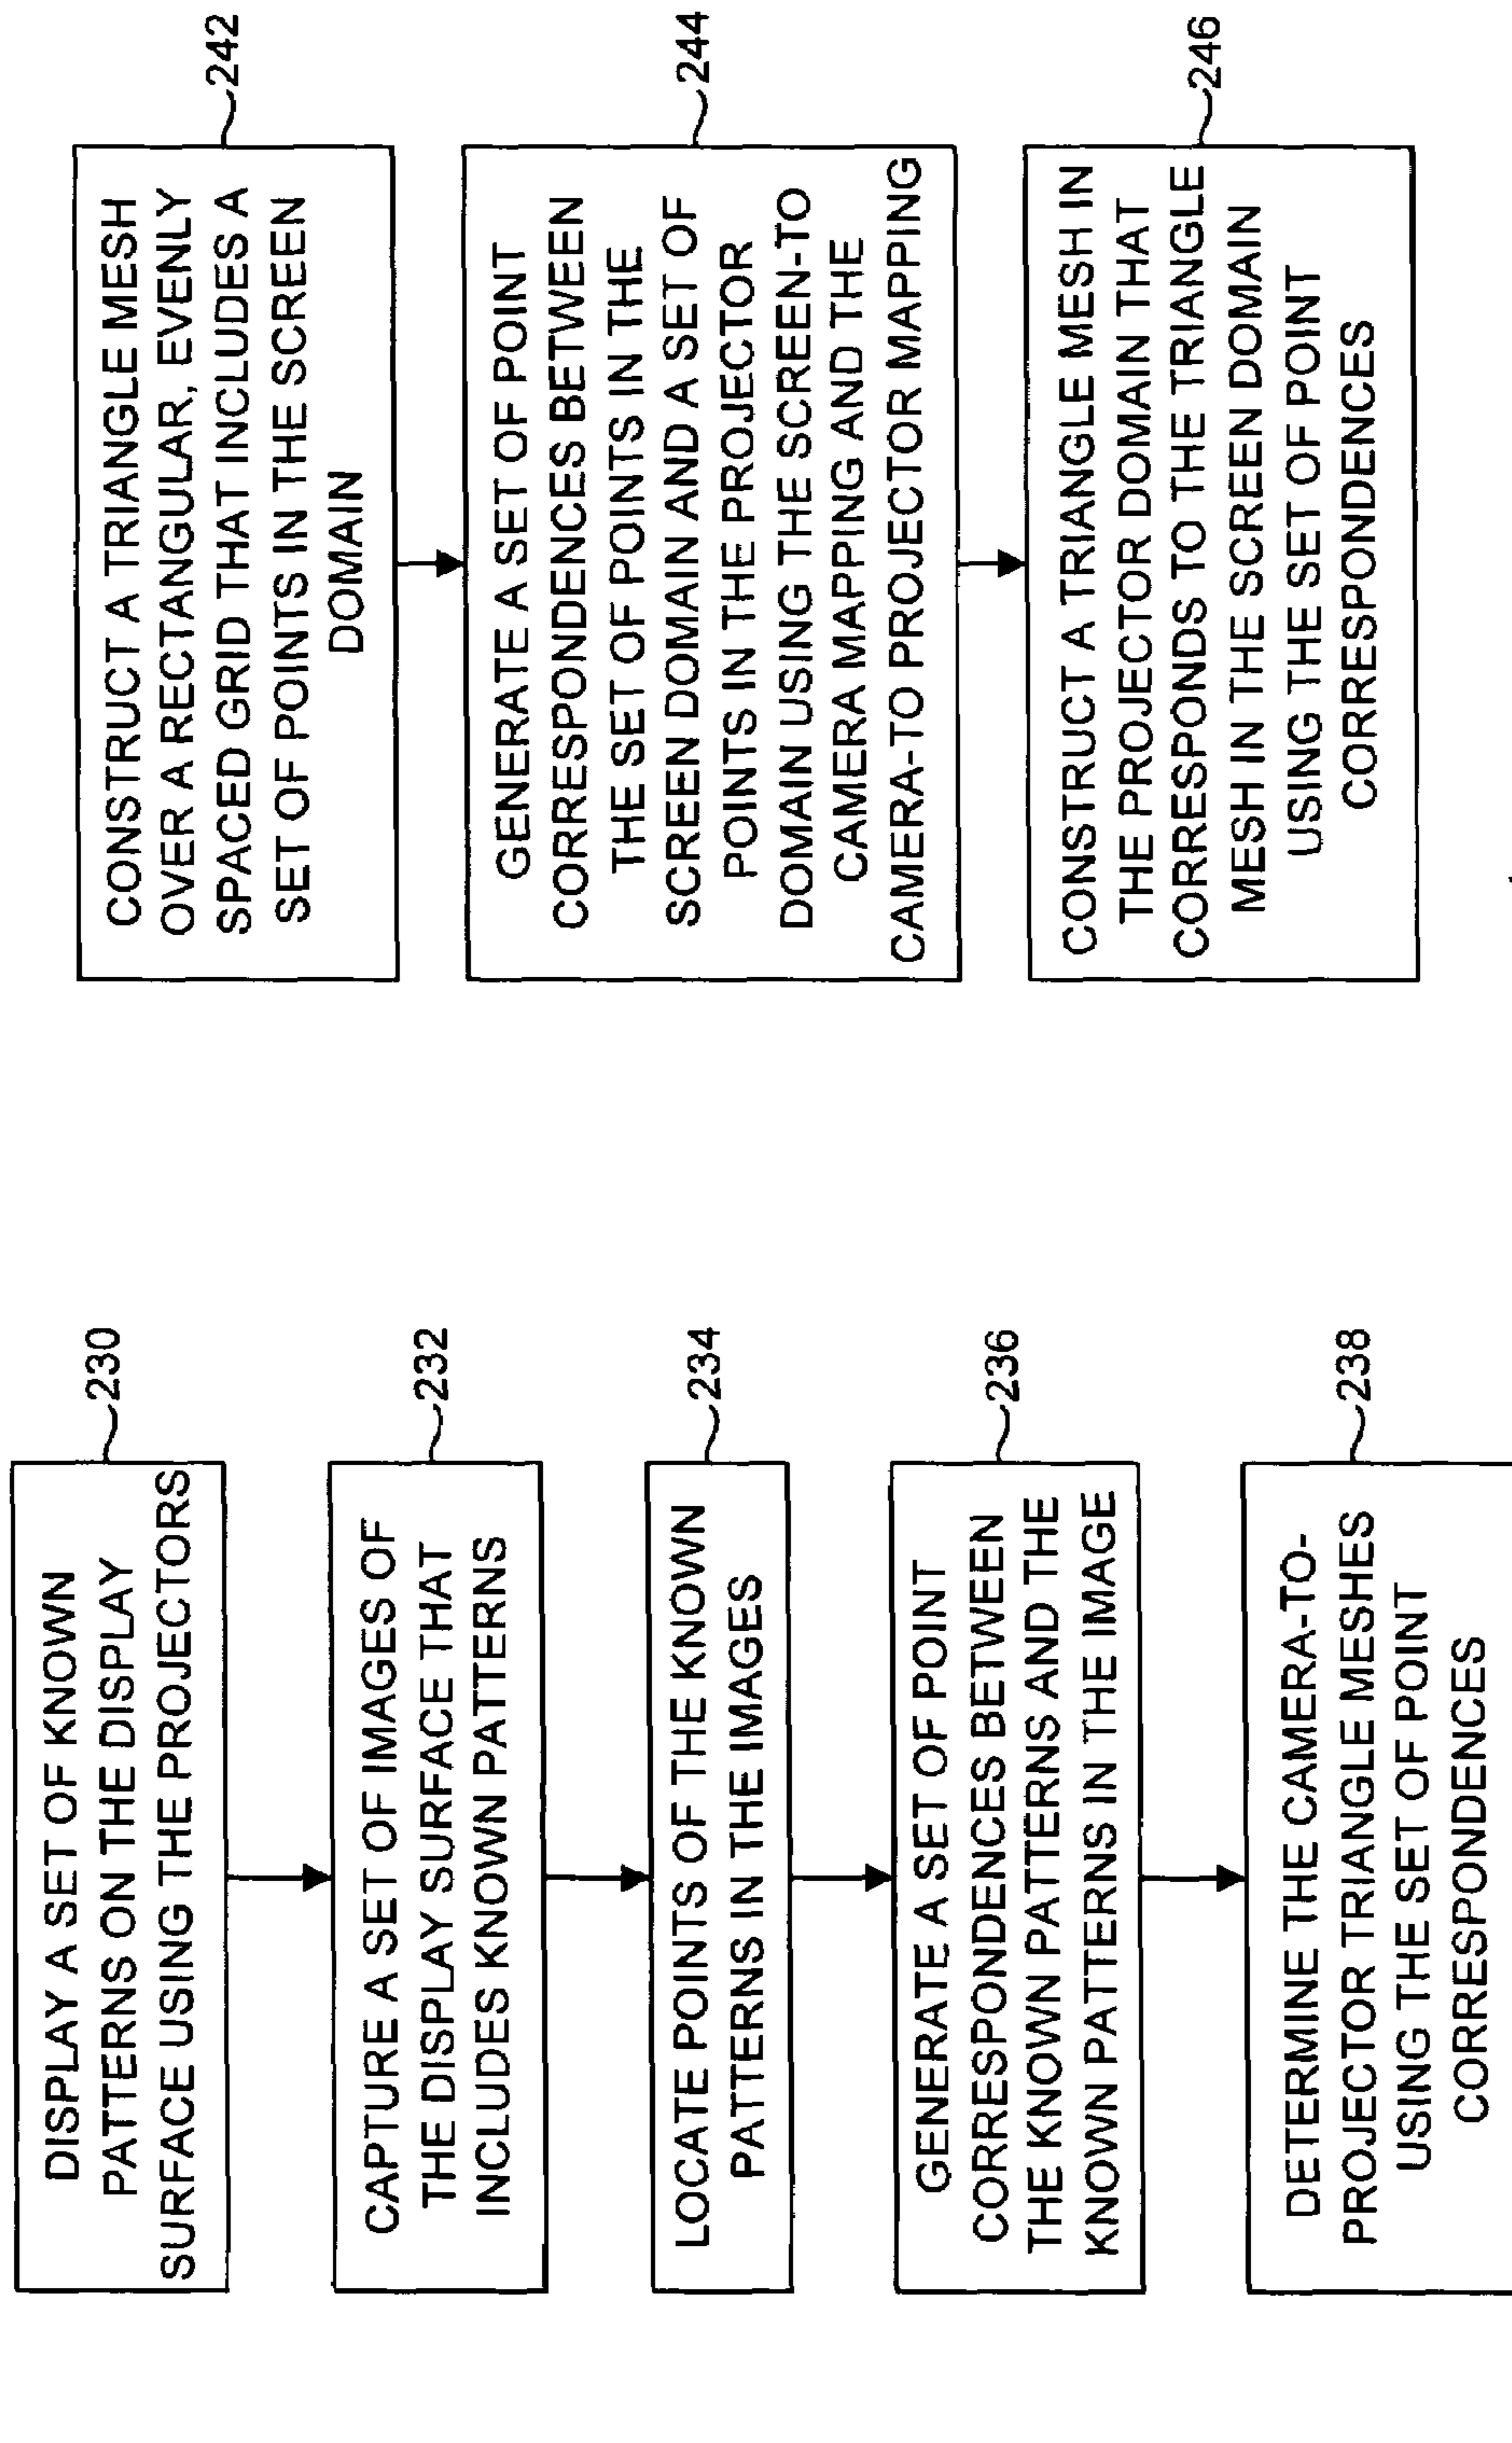 DISPLAY A SET OF KNOWN
PATTERNS ON THE DISPLAY
SURFACE USING THE PROJECTORS
230
CAPTURE A SET OF IMAGES OF
THE DISPLAY SURFACE THAT
INCLUDES KNOWN PATTERNS
232
LOCATE POINTS OF THE KNOWN
PATTERNS IN THE IMAGES
234
GENERATE A SET OF POINT
CORRESPONDENCES BETWEEN
THE KNOWN PATTERNS AND THE
KNOWN PATTERNS IN THE IMAGE
236
DETERMINE THE CAMERA-TO-
PROJECTOR TRIANGLE MESHES
USING THE SET OF POINT
CORRESPONDENCES
238
CONSTRUCT A TRIANGLE MESH
OVER A RECTANGULAR, EVENLY
SPACED GRID THAT INCLUDES A
SET OF POINTS IN THE SCREEN
DOMAIN
242
GENERATE A SET OF POINT
CORRESPONDENCES BETWEEN
THE SET OF POINTS IN THE
SCREEN DOMAIN AND A SET OF
POINTS IN THE PROJECTOR
DOMAIN USING THE SCREEN-TO
CAMERA MAPPING AND THE
CAMERA-TO PROJECTOR MAPPING
244
CONSTRUCT A TRIANGLE MESH IN
THE PROJECTOR DOMAIN THAT
CORRESPONDS TO THE TRIANGLE
MESH IN THE SCREEN DOMAIN
USING THE SET OF POINT
CORRESPONDENCES
246